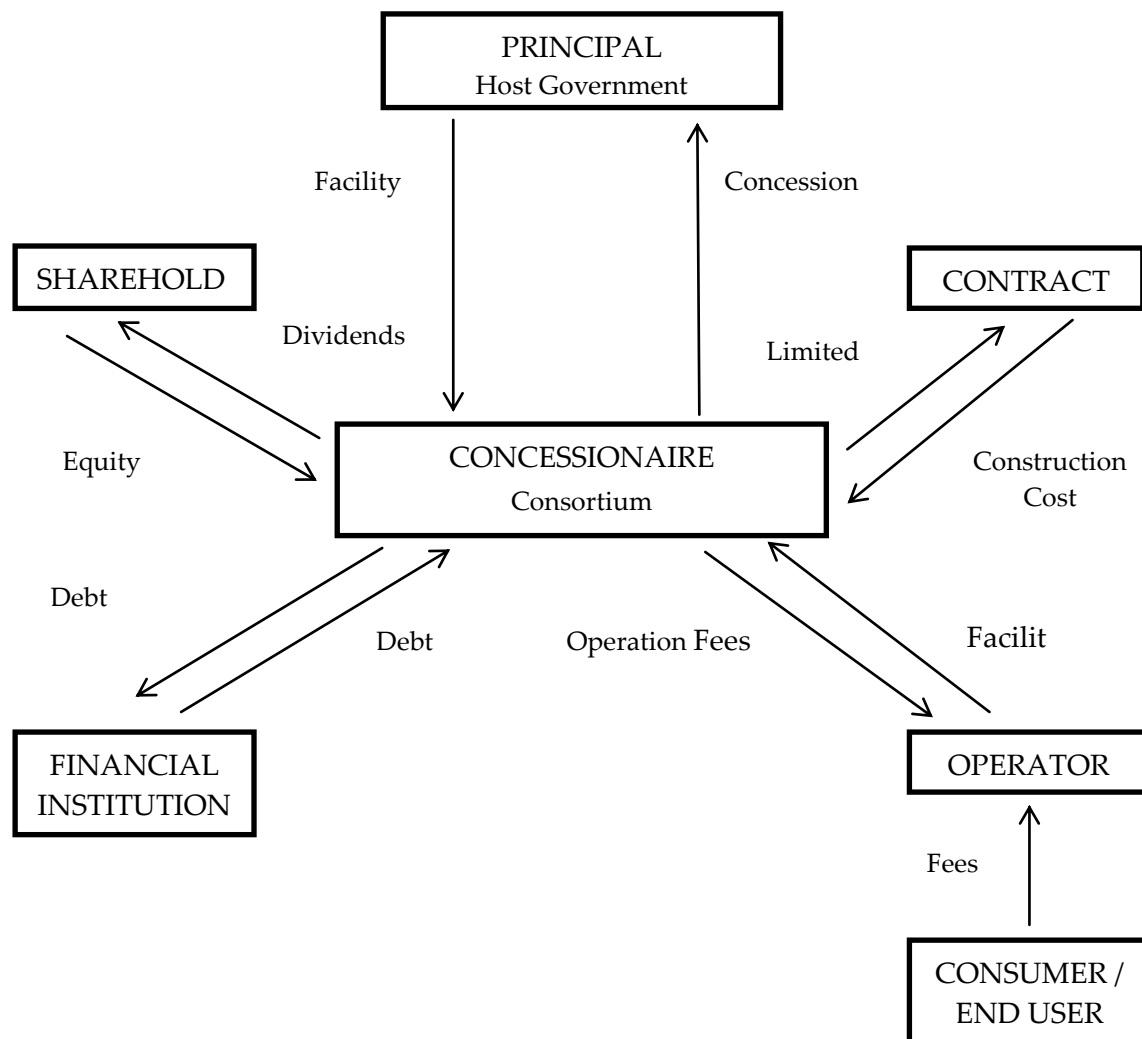 PRINCIPAL
Host Government
Facility
Concession
SHAREHOLD
CONTRACT
Dividends
Limited
Equity
CONCESSIONAIRE
Consortium
Construction
Cost
Debt
Debt
Operation Fees
Facilit
FINANCIAL
INSTITUTION
OPERATOR
Fees
CONSUMER /
END USER